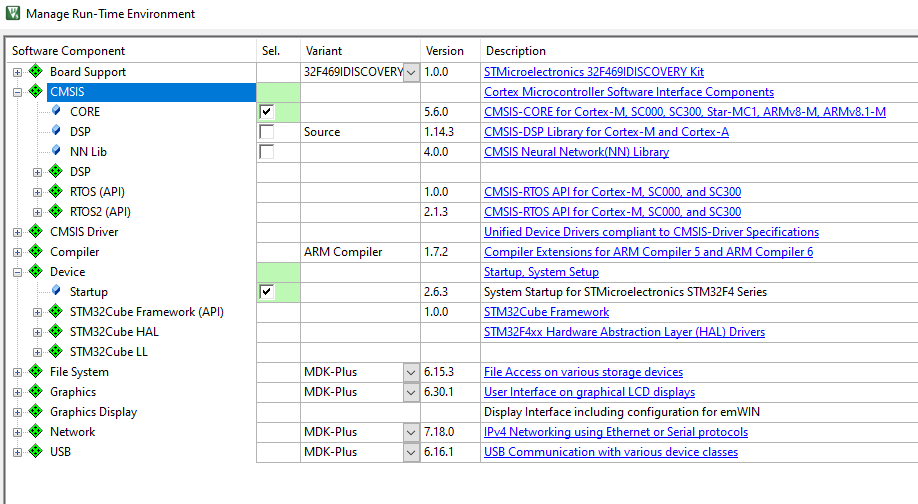 Manage Run-Time Environment
Software Component Sel. Variant Version Description
Board Support 32F469IDISCOVERY 1.0.0 STMicroelectronics 32F469IDISCOVERY Kit
CMSIS Cortex Microcontroller Software Interface Components
CORE 5.6.0 CMSIS-CORE for Cortex-M, SC000, SC300, Star-MC1, ARMv8-M, ARMv8.1-M
DSP Source 1.14.3 CMSIS-DSP Library for Cortex-M and Cortex-A
NN Lib 4.0.0 CMSIS Neural Network(NN) Library
DSP
RTOS (API) 1.0.0 CMSIS-RTOS API for Cortex-M, SC000, and SC300
RTOS2 (API) 2.1.3 CMSIS-RTOS API for Cortex-M, SC000, and SC300
CMSIS Driver Unified Device Drivers compliant to CMSIS-Driver Specifications
Compiler ARM Compiler 1.7.2 Compiler Extensions for ARM Compiler 5 and ARM Compiler 6
Device Startup, System Setup
Startup 2.6.3 System Startup for STMicroelectronics STM32F4 Series
STM32Cube Framework (API) 1.0.0 STM32Cube Framework
STM32Cube HAL STM32F4xx Hardware Abstraction Layer (HAL) Drivers
STM32Cube LL
File System MDK-Plus 6.15.3 File Access on various storage devices
Graphics MDK-Plus 6.30.1 User Interface on graphical LCD displays
Graphics Display Display Interface including configuration for emWIN
Network MDK-Plus 7.18.0 IPv4 Networking using Ethernet or Serial protocols
USB MDK-Plus 6.16.1 USB Communication with various device classes